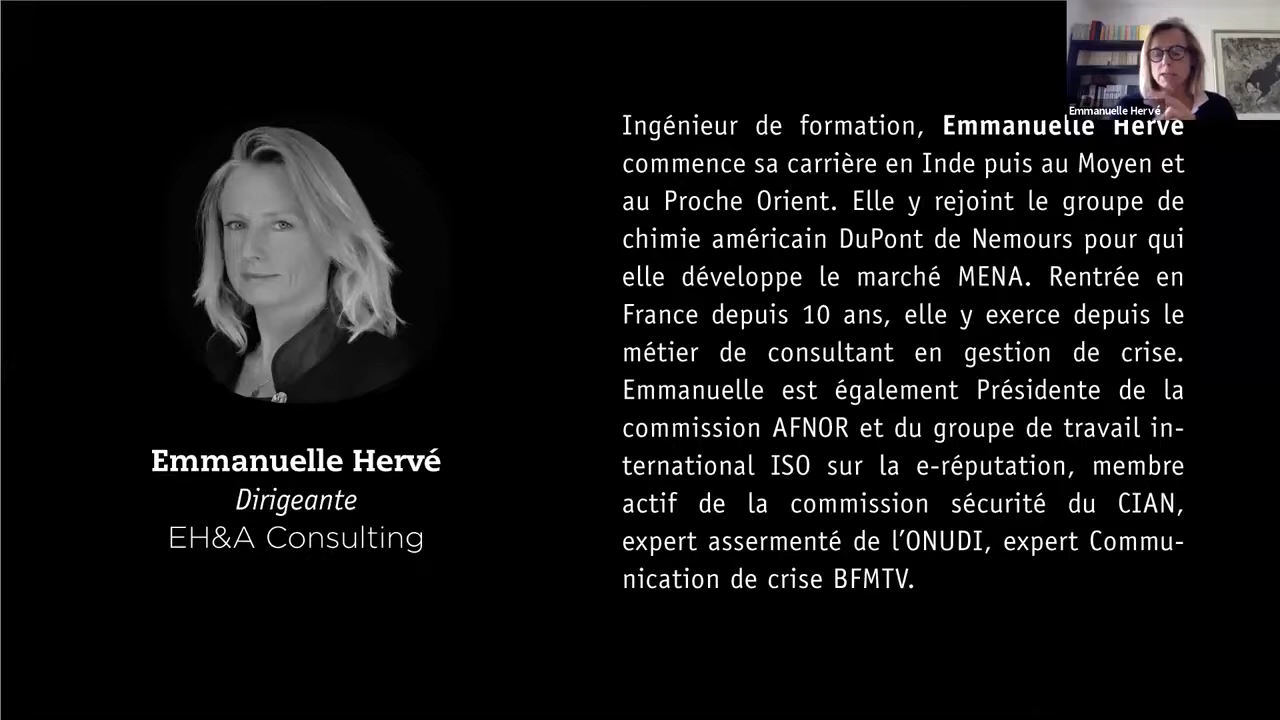 Emmanuelle Hervé
Ingénieur de formation, Emmanuelle Hervé
commence sa carrière en Inde puis au Moyen et
au Proche Orient. Elle y rejoint le groupe de
chimie américain DuPont de Nemours pour qui
elle développe le marché MENA. Rentrée en
France depuis 10 ans, elle y exerce depuis le
métier de consultant en gestion de crise.
Emmanuelle est également Présidente de la
commission AFNOR et du groupe de travail in-
ternational ISO sur la e-réputation, membre
actif de la commission sécurité du CIAN,
expert assermenté de l'ONUDI, expert Commu-
nication de crise BFMTV.
Emmanuelle Hervé
Dirigeante
EH&A Consulting